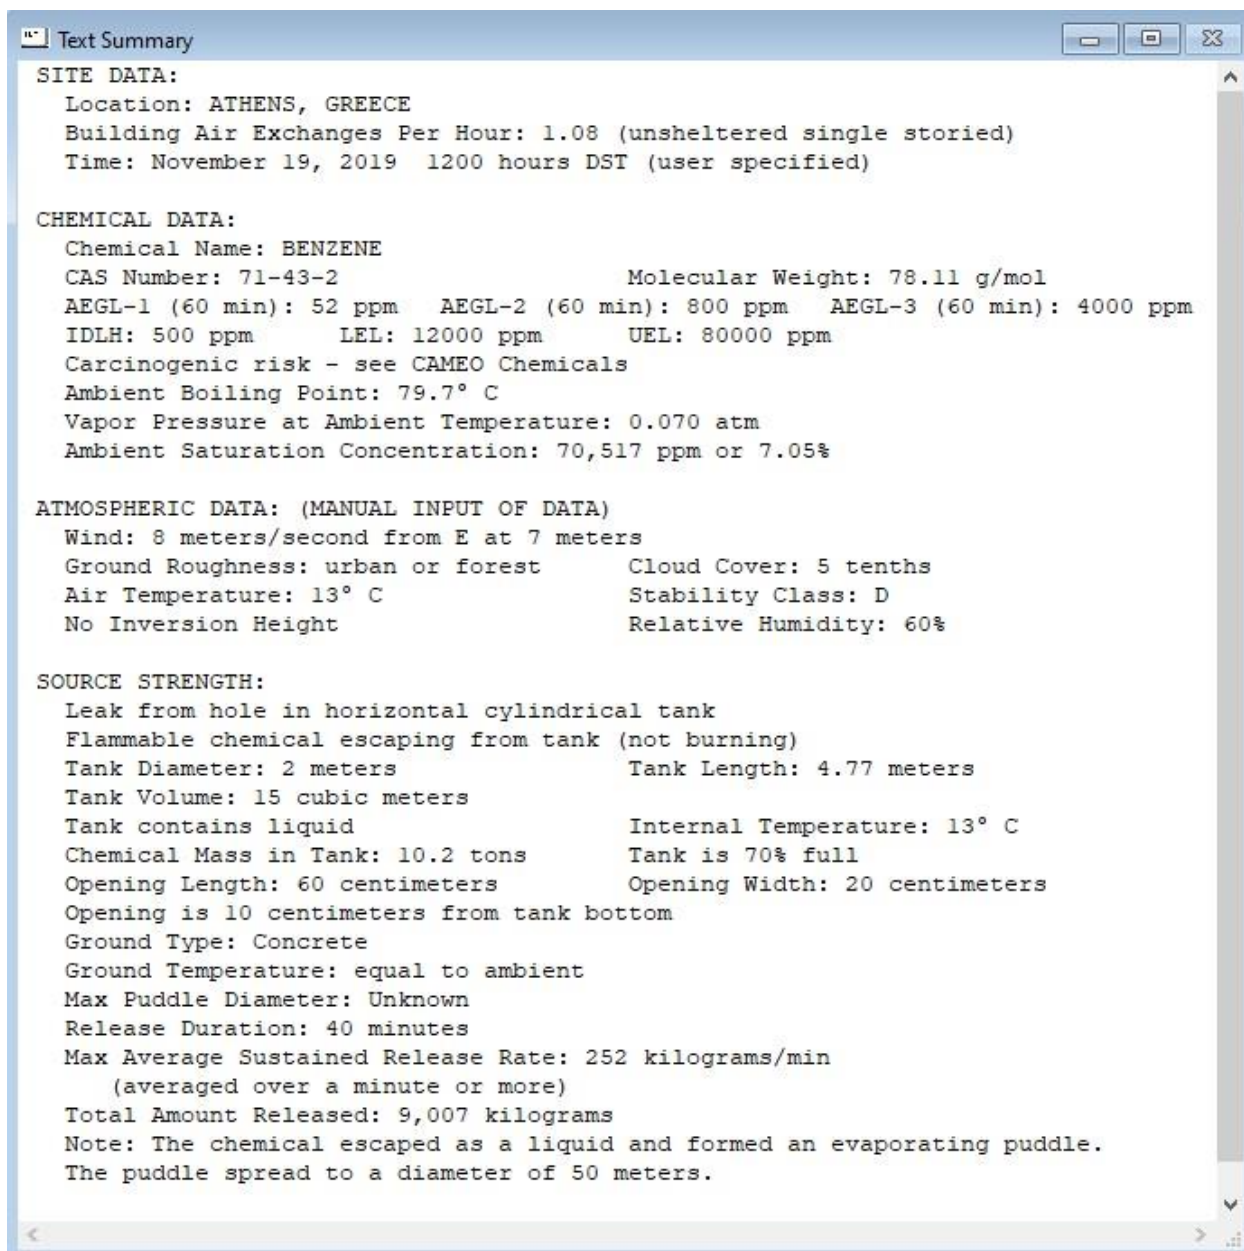 Text Summary
SITE DATA:
Location: ATHENS, GREECE
Building Air Exchanges Per Hour: 1.08 (unsheltered single storied)
Time: November 19, 2019 1200 hours DST (user specified)
CHEMICAL DATA:
Chemical Name: BENZENE
CAS Number: 71-43-2 Molecular Weight: 78.11 g/mol
AEGL-1 (60 min): 52 ppm AEGL-2 (60 min): 800 ppm AEGL-3 (60 min): 4000 ppm
IDLH: 500 ppm LEL: 12000 ppm UEL: 80000 ppm
Carcinogenic risk - see CAMEO Chemicals
Ambient Boiling Point: 79.7° C
Vapor Pressure at Ambient Temperature: 0.070 atm
Ambient Saturation Concentration: 70,517 ppm or 7.05%
ATMOSPHERIC DATA: (MANUAL INPUT OF DATA)
Wind: 8 meters/second from E at 7 meters
Ground Roughness: urban or forest Cloud Cover: 5 tenths
Air Temperature: 13° C Stability Class: D
No Inversion Height Relative Humidity: 60%
SOURCE STRENGTH:
Leak from hole in horizontal cylindrical tank
Flammable chemical escaping from tank (not burning)
Tank Diameter: 2 meters Tank Length: 4.77 meters
Tank Volume: 15 cubic meters
Tank contains liquid Internal Temperature: 13° C
Chemical Mass in Tank: 10.2 tons Tank is 70% full
Opening Length: 60 centimeters Opening Width: 20 centimeters
Opening is 10 centimeters from tank bottom
Ground Type: Concrete
Ground Temperature: equal to ambient
Max Puddle Diameter: Unknown
Release Duration: 40 minutes
Max Average Sustained Release Rate: 252 kilograms/min
(averaged over a minute or more)
Total Amount Released: 9,007 kilograms
Note: The chemical escaped as a liquid and formed an evaporating puddle.
The puddle spread to a diameter of 50 meters.